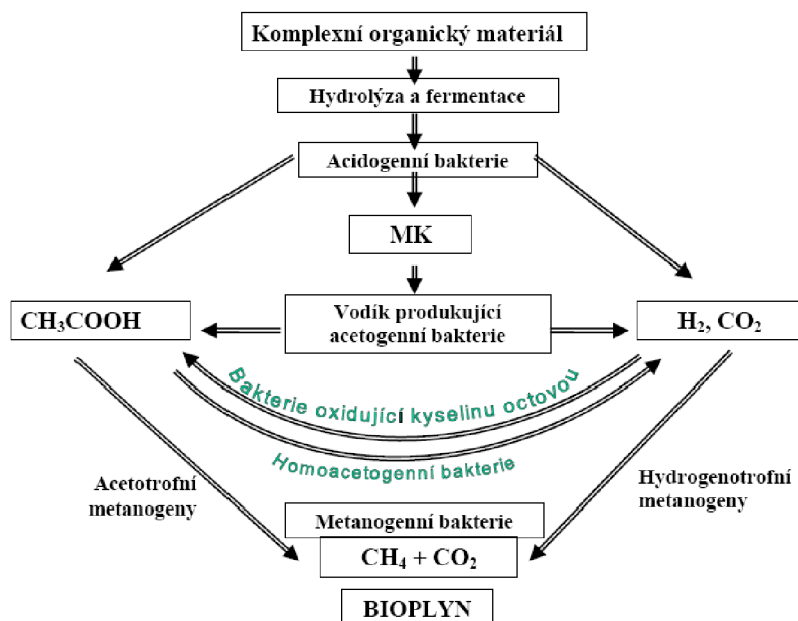 Komplexní organický materiál
Hydrolýza a fermentace
Acidogenní bakterie
MK
CH₃COOH
Vodík produkující
acetogenní bakterie
H₂, CO₂
Bakterie oxidující kyselinu octovou
Homoacetogenní bakterie
Acetotrofní
metanogeny
Hydrogenotrofní
metanogeny
Metanogenní bakterie
CH₄ + CO₂
BIOPLYN